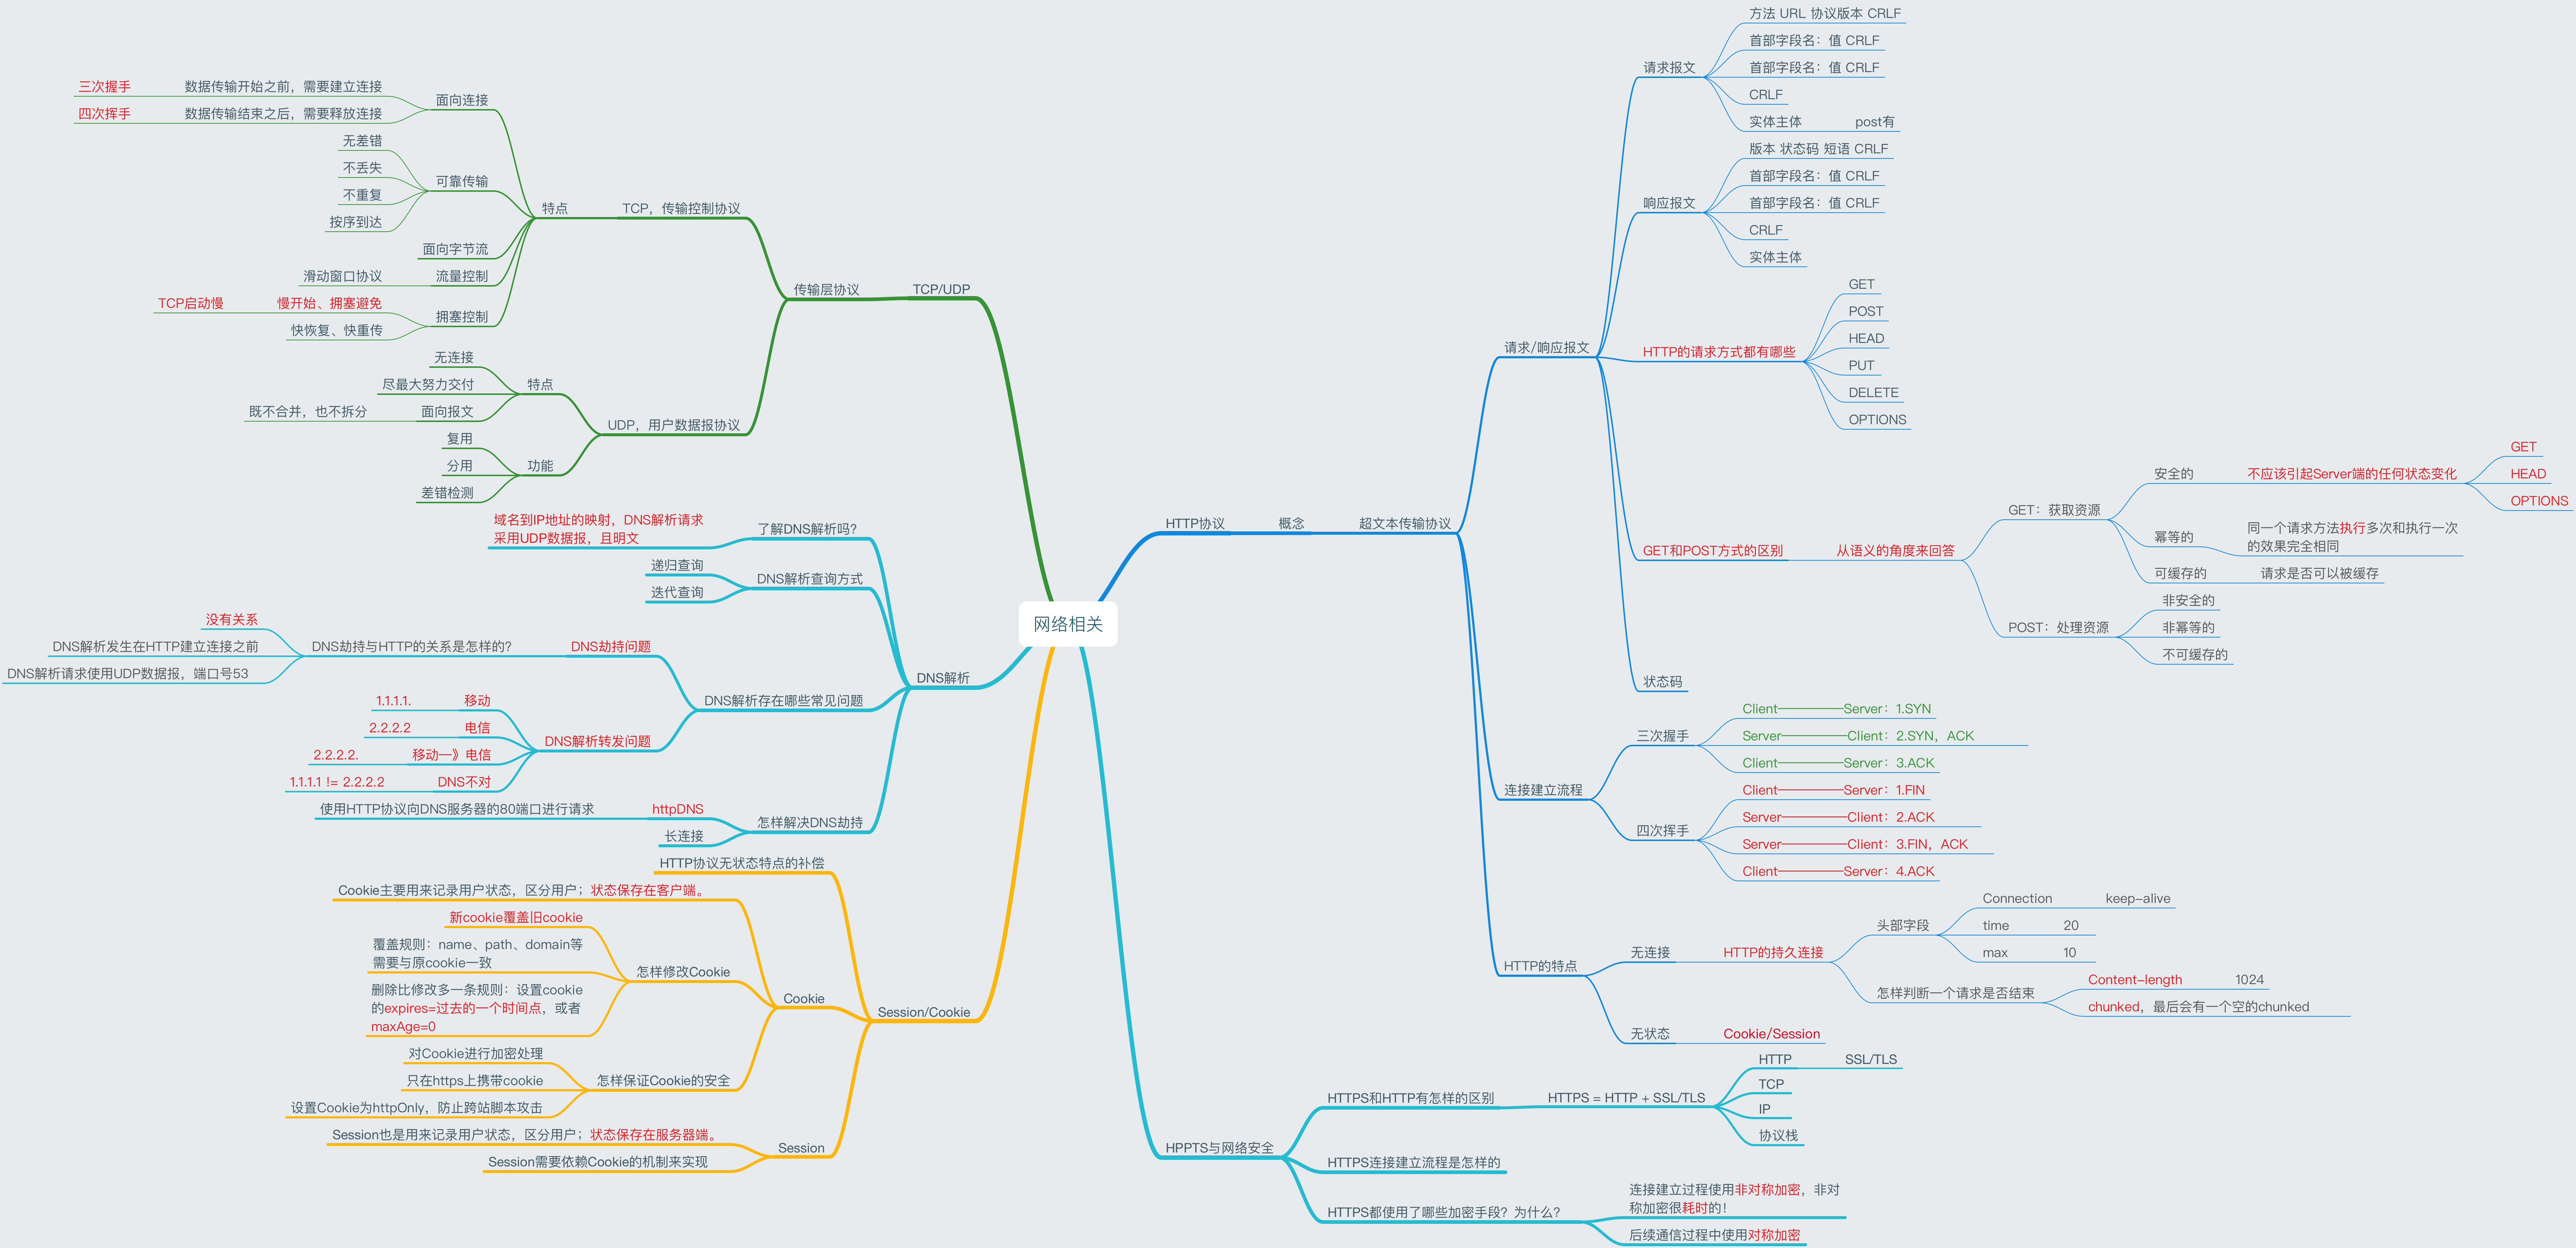 网络相关
HTTP协议
概念
超文本传输协议
请求/响应报文
请求报文
方法 URL 协议版本 CRLF
首部字段名：值 CRLF
首部字段名：值 CRLF
CRLF
实体主体
post有
响应报文
版本 状态码 短语 CRLF
首部字段名：值 CRLF
首部字段名：值 CRLF
CRLF
实体主体
HTTP的请求方式都有哪些
GET
POST
HEAD
PUT
DELETE
OPTIONS
GET和POST方式的区别
从语义的角度来回答
GET：获取资源
安全的
不应该引起Server端的任何状态变化
GET
HEAD
OPTIONS
幂等的
同一个请求方法执行多次和执行一次
的效果完全相同
可缓存的
请求是否可以被缓存
POST：处理资源
非安全的
非幂等的
不可缓存的
状态码
连接建立流程
三次握手
Client—————Server：1.SYN
Server—————Client：2.SYN，ACK
Client—————Server：3.ACK
四次挥手
Client—————Server：1.FIN
Server—————Client：2.ACK
Server—————Client：3.FIN，ACK
Client—————Server：4.ACK
HTTP的特点
无连接
HTTP的持久连接
头部字段
Connection
keep-alive
time
20
max
10
怎样判断一个请求是否结束
Content-length
1024
chunked，最后会有一个空的chunked
无状态
Cookie/Session
HPPTS与网络安全
HTTPS和HTTP有怎样的区别
HTTPS = HTTP + SSL/TLS
HTTP
SSL/TLS
TCP
IP
协议栈
HTTPS连接建立流程是怎样的
HTTPS都使用了哪些加密手段？为什么？
连接建立过程使用非对称加密，非对
称加密很耗时的！
后续通信过程中使用对称加密
TCP/UDP
传输层协议
TCP，传输控制协议
特点
面向连接
数据传输开始之前，需要建立连接
三次握手
数据传输结束之后，需要释放连接
四次挥手
可靠传输
无差错
不丢失
不重复
按序到达
面向字节流
流量控制
滑动窗口协议
拥塞控制
慢开始、拥塞避免
TCP启动慢
快恢复、快重传
UDP，用户数据报协议
特点
无连接
尽最大努力交付
面向报文
既不合并，也不拆分
功能
复用
分用
差错检测
DNS解析
了解DNS解析吗？
域名到IP地址的映射，DNS解析请求
采用UDP数据报，且明文
DNS解析查询方式
递归查询
迭代查询
DNS解析存在哪些常见问题
DNS劫持问题
DNS劫持与HTTP的关系是怎样的？
没有关系
DNS解析发生在HTTP建立连接之前
DNS解析请求使用UDP数据报，端口号53
DNS解析转发问题
移动
1.1.1.1.
电信
2.2.2.2
移动—》电信
2.2.2.2.
DNS不对
1.1.1.1 != 2.2.2.2
怎样解决DNS劫持
httpDNS
使用HTTP协议向DNS服务器的80端口进行请求
长连接
Session/Cookie
HTTP协议无状态特点的补偿
Cookie
Cookie主要用来记录用户状态，区分用户；状态保存在客户端。
怎样修改Cookie
新cookie覆盖旧cookie
覆盖规则：name、path、domain等
需要与原cookie一致
删除比修改多一条规则：设置cookie
的expires=过去的一个时间点，或者
maxAge=0
怎样保证Cookie的安全
对Cookie进行加密处理
只在https上携带cookie
设置Cookie为httpOnly，防止跨站脚本攻击
Session
Session也是用来记录用户状态，区分用户；状态保存在服务器端。
Session需要依赖Cookie的机制来实现